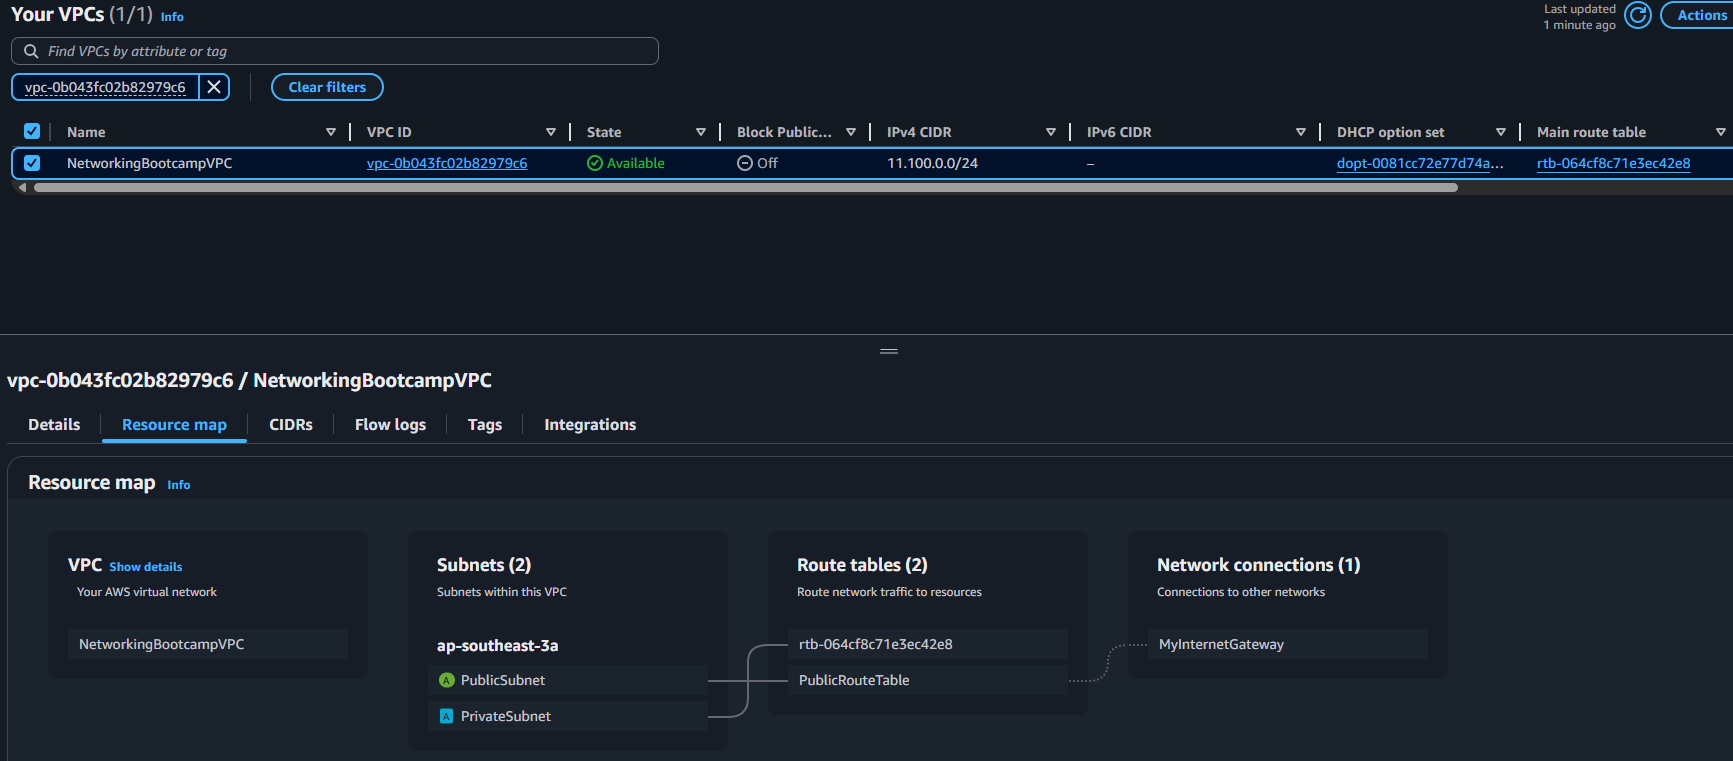 Your VPCs (1/1) Info
Last updated
1 minute ago
Actions
Find VPCs by attribute or tag
vpc-0b043fc02b82979c6
Clear filters
Name VPC ID State Block Public... IPv4 CIDR IPv6 CIDR DHCP option set Main route table
NetworkingBootcampVPC vpc-0b043fc02b82979c6 Available Off 11.100.0.0/24 – dopt-0081cc72e77d74a... rtb-064cf8c71e3ec42e8
vpc-0b043fc02b82979c6 / NetworkingBootcampVPC
Details Resource map CIDRs Flow logs Tags Integrations
Resource map Info
VPC Show details
Your AWS virtual network
NetworkingBootcampVPC
Subnets (2)
Subnets within this VPC
ap-southeast-3a
A PublicSubnet
A PrivateSubnet
Route tables (2)
Route network traffic to resources
rtb-064cf8c71e3ec42e8
PublicRouteTable
Network connections (1)
Connections to other networks
MyInternetGateway